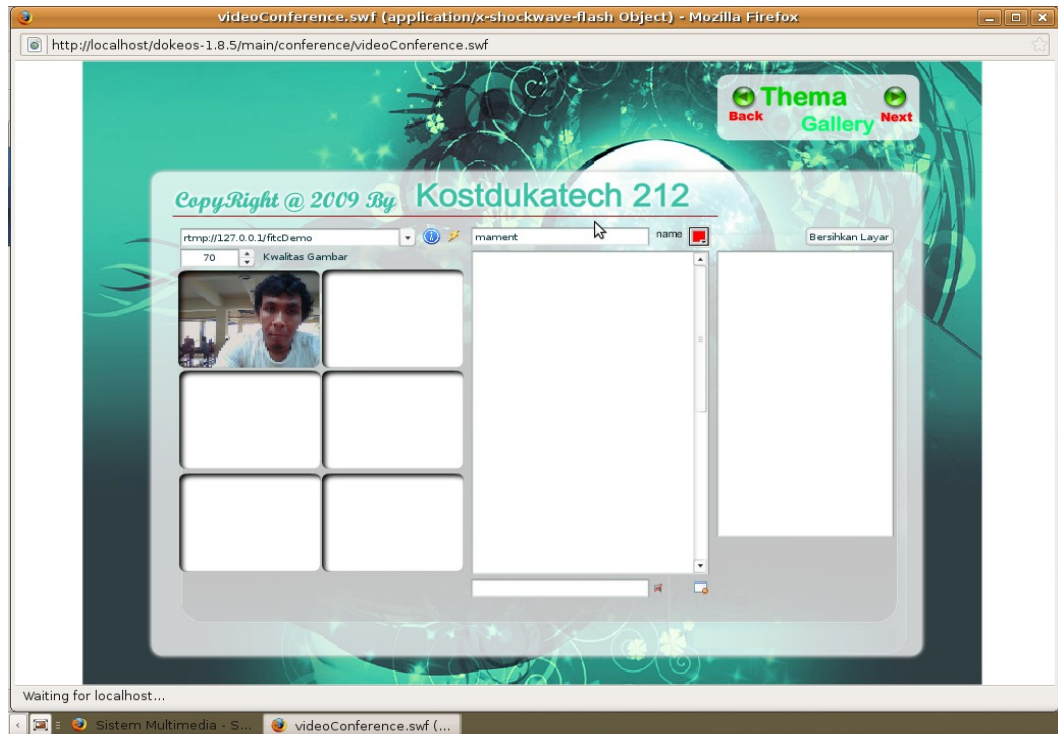 videoConference.swf (application/x-shockwave-flash Object) - Mozilla Firefox
http://localhost/dokeos-1.8.5/main/conference/videoConference.swf
Thema
Back
Gallery
Next
CopyRight @ 2009 By Kostdukatech 212
rtmp://127.0.0.1/fitcDemo
mament
name
Bersihkan Layar
70
Kwalitas Gambar
Waiting for localhost...
Sistem Multimedia - S...
videoConference.swf (...